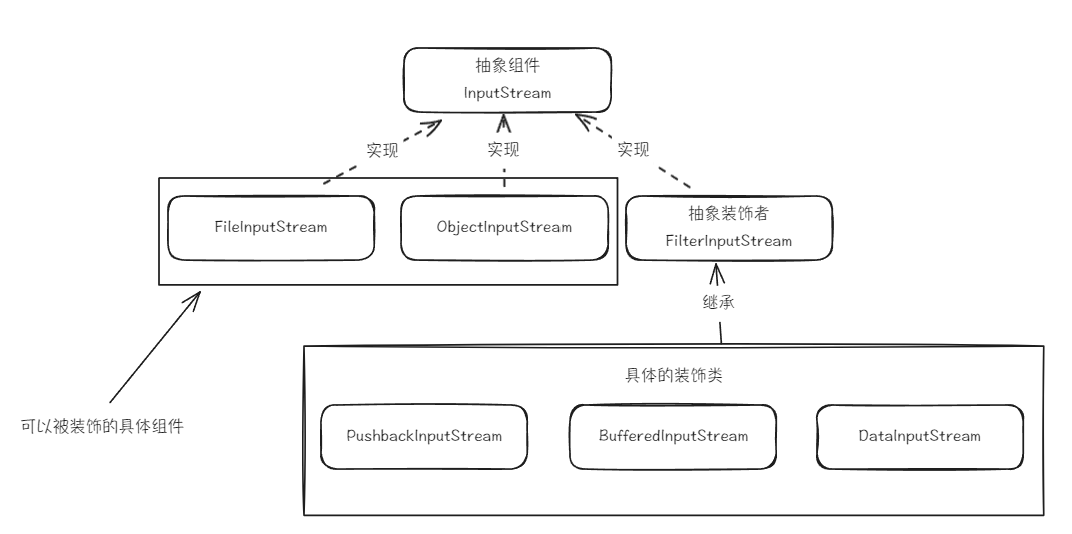 抽象组件
InputStream
实现
实现
实现
FileInputStream
ObjectInputStream
抽象装饰者
FilterInputStream
继承
具体的装饰类
可以被装饰的具体组件
PushbackInputStream
BufferedInputStream
DataInputStream